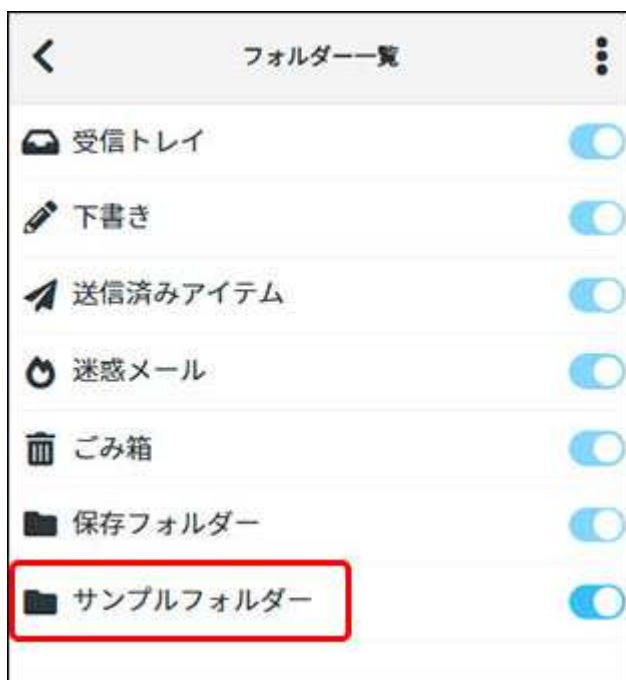 フォルダー一覧
受信トレイ
下書き
送信済みアイテム
迷惑メール
ごみ箱
保存フォルダー
サンプルフォルダー